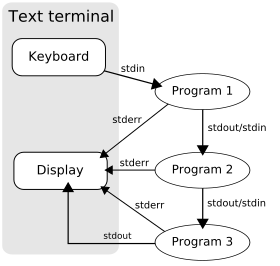 Text terminal
Keyboard
stdin
Program 1
stderr
stdout/stdin
Display
stderr
Program 2
stdout/stdin
stderr
stdout
Program 3